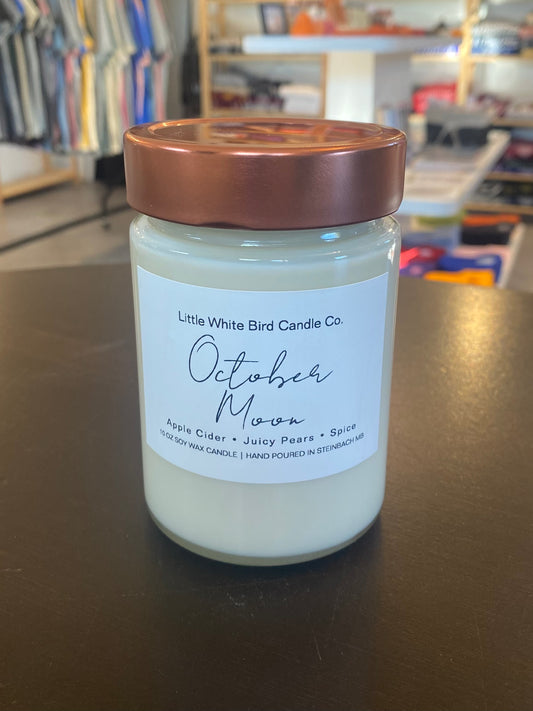 Little White Bird Candle Co.
October
Moon
Apple Cider • Juicy Pears • Spice
10 OZ SOY WAX CANDLE | HAND POURED IN STEINBACH MB